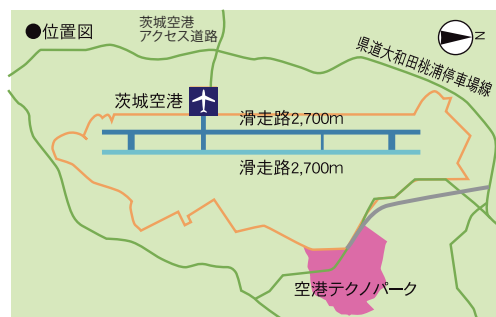 ●位置図
茨城空港
アクセス道路
N
県道大和田桃浦停車場線
茨城空港
滑走路2,700m
滑走路2,700m
空港テクノパーク